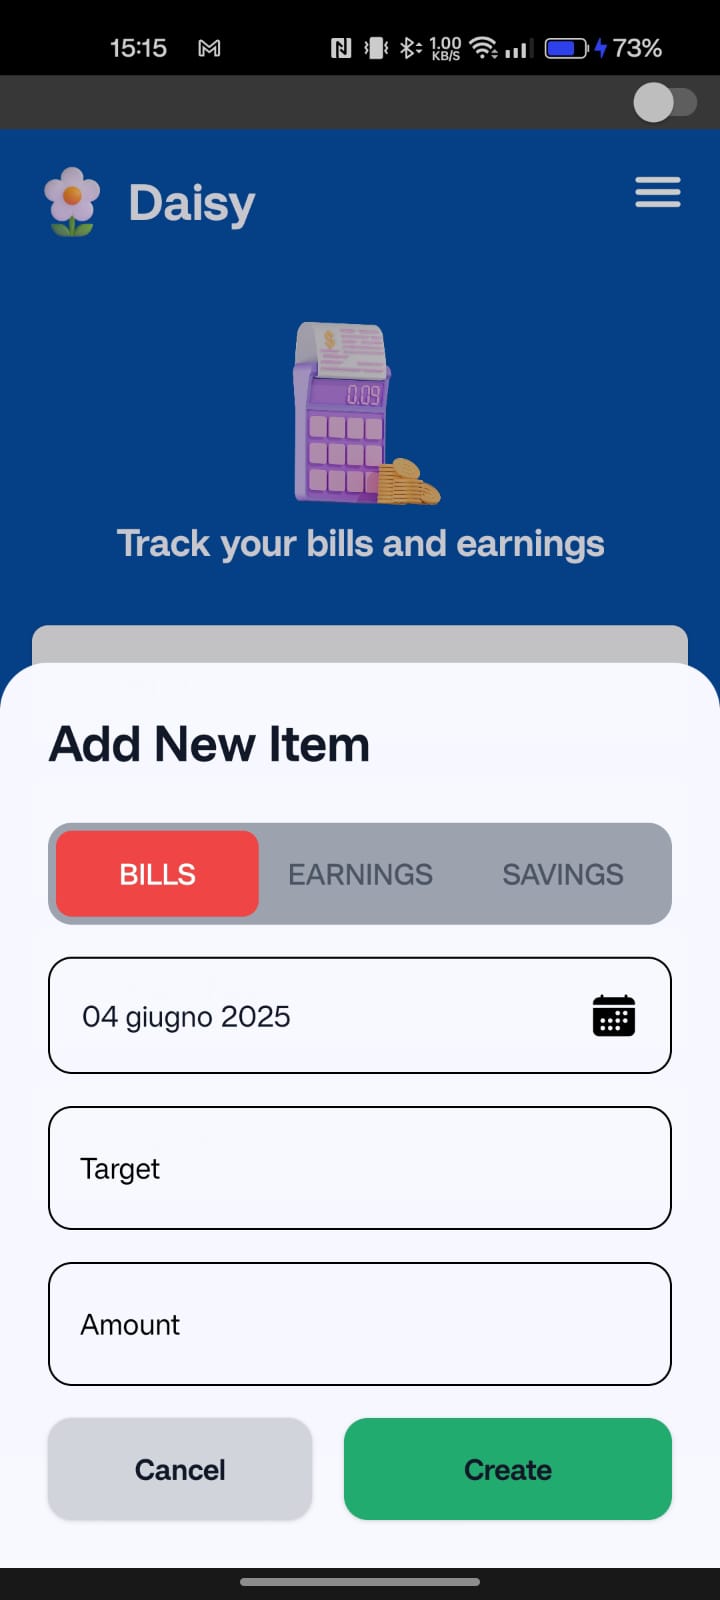 15:15 1.00 KB/S 73%
Daisy
0.09
Track your bills and earnings
Add New Item
BILLS EARNINGS SAVINGS
04 giugno 2025
Target
Amount
Cancel Create